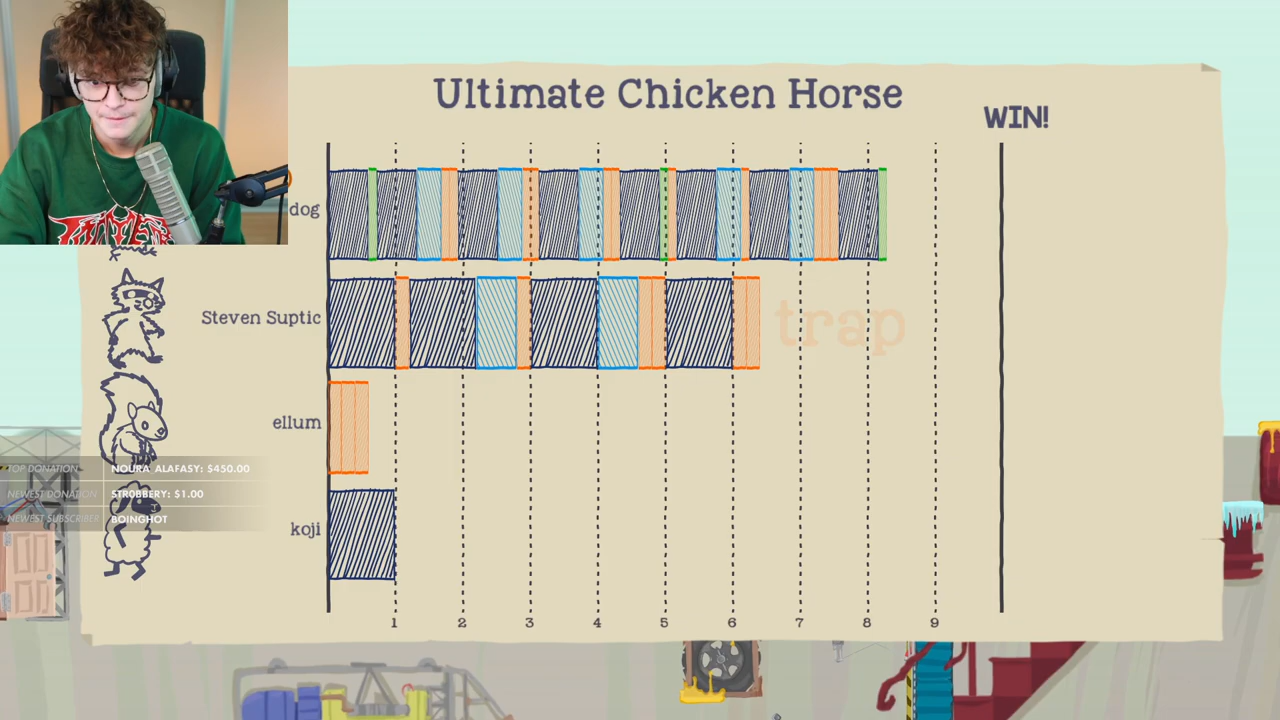 Ultimate Chicken Horse
WIN!
dog
Steven Suptic
trap
ellum
TOP DONATION NOURA ALAFASY: $450.00
NEWEST DONATION STR0BBERY: $1.00
NEWEST SUBSCRIBER BOINGHOT
koji
1 2 3 4 5 6 7 8 9